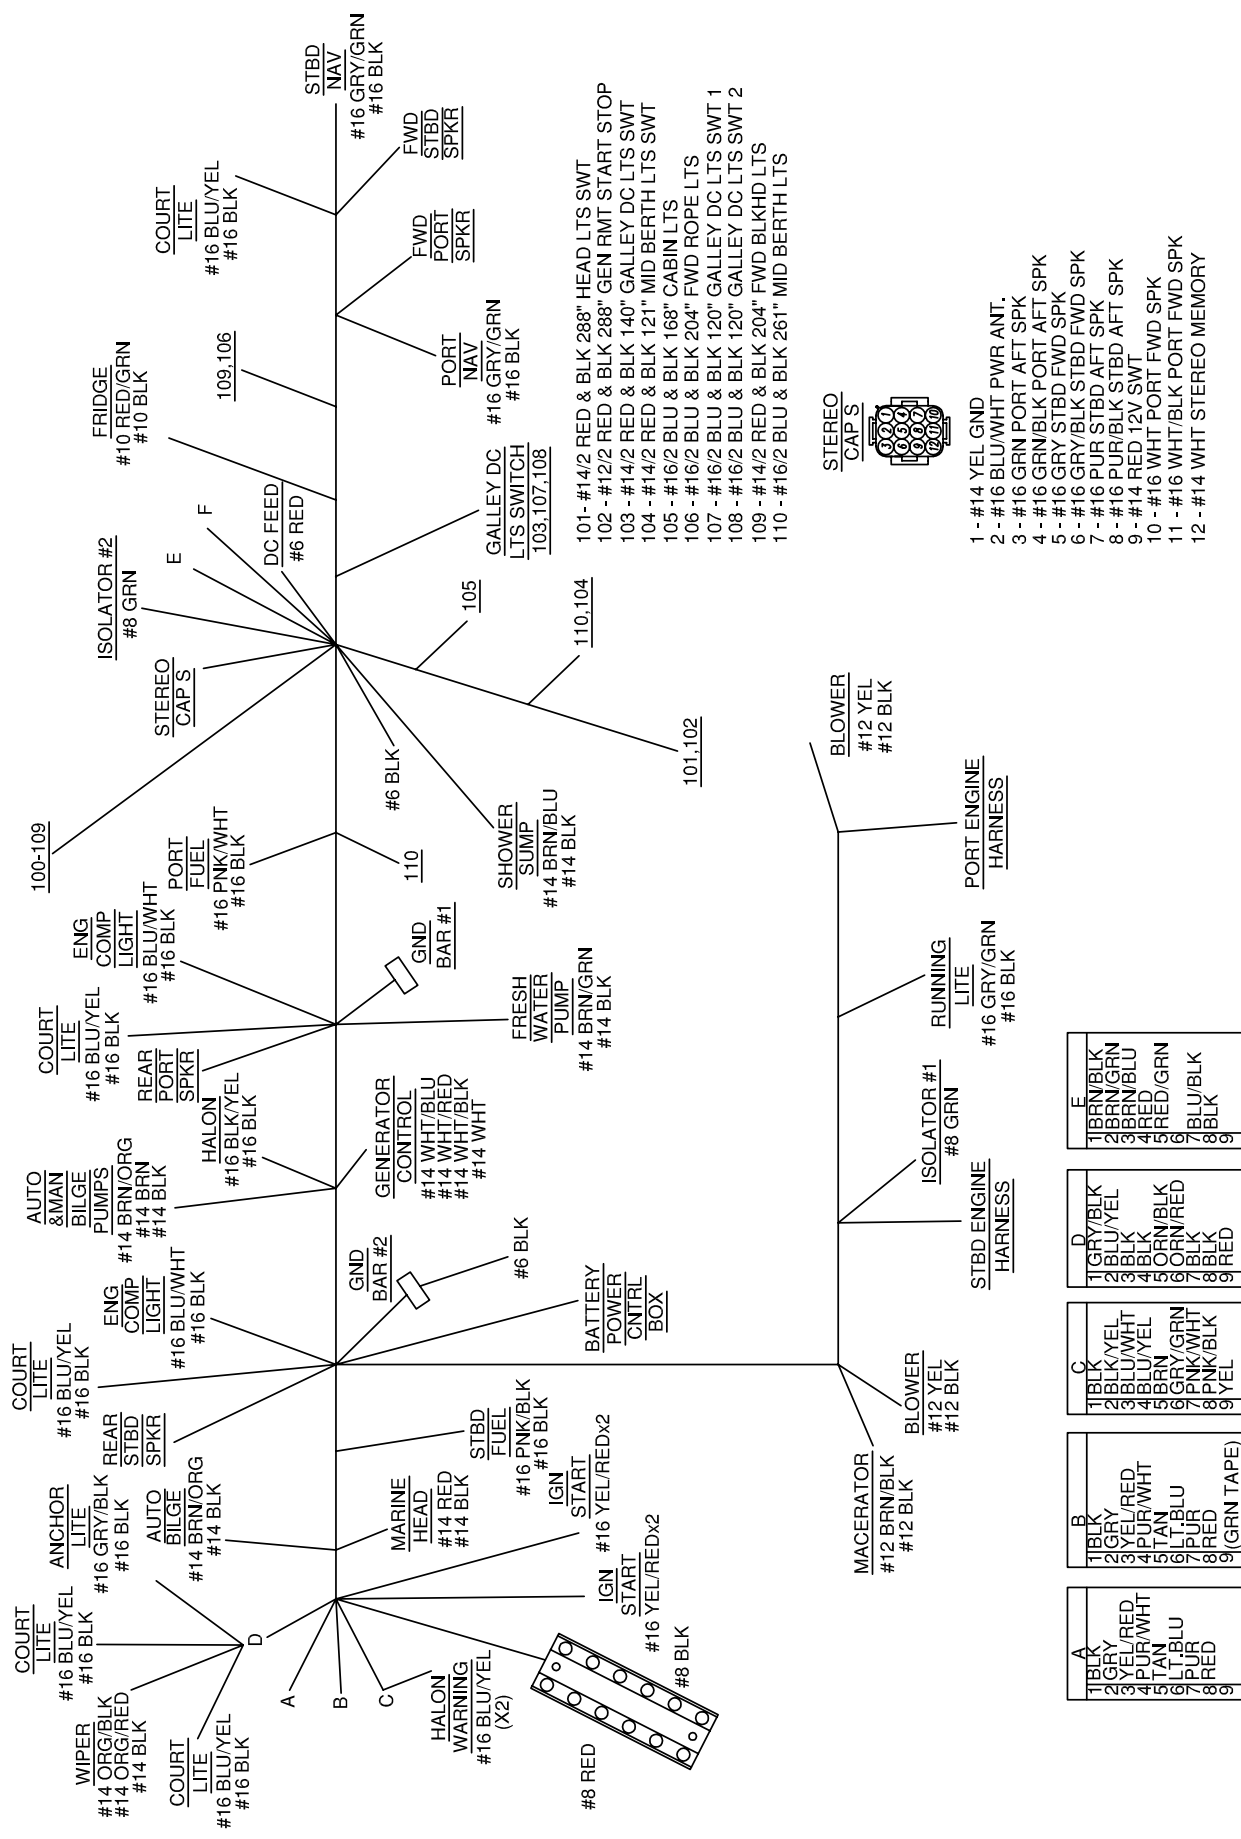 WIPER
#14 ORG/BLK
#14 ORG/RED
#14 BLK
COURT
LITE
#16 BLU/YEL
#16 BLK
COURT
LITE
#16 BLU/YEL
#16 BLK
ANCHOR
LITE
#16 GRY/BLK
#16 BLK
AUTO
BILGE
#14 BRN/ORG
#14 BLK
REAR
STBD
SPKR
COURT
LITE
#16 BLU/YEL
#16 BLK
ENG
COMP
LIGHT
#16 BLU/WHT
#16 BLK
AUTO
&MAN
BILGE
PUMPS
#14 BRN/ORG
#14 BRN
#14 BLK
HALON
#16 BLK/YEL
#16 BLK
REAR
PORT
SPKR
COURT
LITE
#16 BLU/YEL
#16 BLK
ENG
COMP
LIGHT
#16 BLU/WHT
#16 BLK
PORT
FUEL
#16 PNK/WHT
#16 BLK
100-109
STEREO
CAP S
ISOLATOR #2
#8 GRN
E
F
DC FEED
#6 RED
FRIDGE
#10 RED/GRN
#10 BLK
109,106
COURT
LITE
#16 BLU/YEL
#16 BLK
STBD
NAV
#16 GRY/GRN
#16 BLK
D
A
B
C
HALON
WARNING
#16 BLU/YEL
(X2)
#8 RED
#8 BLK
IGN
START
#16 YEL/REDx2
IGN
START
#16 YEL/REDx2
MARINE
HEAD
#14 RED
#14 BLK
STBD
FUEL
#16 PNK/BLK
#16 BLK
GND
BAR #2
#6 BLK
BATTERY
POWER
CNTRL
BOX
GENERATOR
CONTROL
#14 WHT/BLU
#14 WHT/RED
#14 WHT/BLK
#14 WHT
GND
BAR #1
FRESH
WATER
PUMP
#14 BRN/GRN
#14 BLK
110
#6 BLK
SHOWER
SUMP
#14 BRN/BLU
#14 BLK
105
110,104
101,102
GALLEY DC
LTS SWITCH
103,107,108
PORT
NAV
#16 GRY/GRN
#16 BLK
FWD
PORT
SPKR
FWD
STBD
SPKR
101- #14/2 RED & BLK 288" HEAD LTS SWT
102 - #12/2 RED & BLK 288" GEN RMT START STOP
103 - #14/2 RED & BLK 140" GALLEY DC LTS SWT
104 - #14/2 RED & BLK 121" MID BERTH LTS SWT
105 - #16/2 BLU & BLK 168" CABIN LTS
106 - #16/2 BLU & BLK 204" FWD ROPE LTS
107 - #16/2 BLU & BLK 120" GALLEY DC LTS SWT 1
108 - #16/2 BLU & BLK 120" GALLEY DC LTS SWT 2
109 - #14/2 RED & BLK 204" FWD BLKHD LTS
110 - #16/2 BLU & BLK 261" MID BERTH LTS
MACERATOR
#12 BRN/BLK
#12 BLK
BLOWER
#12 YEL
#12 BLK
STBD ENGINE
HARNESS
ISOLATOR #1
#8 GRN
RUNNING
LITE
#16 GRY/GRN
#16 BLK
PORT ENGINE
HARNESS
BLOWER
#12 YEL
#12 BLK
STEREO
CAP S
3 2 1
6 5 4
9 8 7
12 11 10
1 - #14 YEL GND
2 - #16 BLU/WHT PWR ANT.
3 - #16 GRN PORT AFT SPK
4 - #16 GRN/BLK PORT AFT SPK
5 - #16 GRY STBD FWD SPK
6 - #16 GRY/BLK STBD FWD SPK
7 - #16 PUR STBD AFT SPK
8 - #16 PUR/BLK STBD AFT SPK
9 - #14 RED 12V SWT
10 - #16 WHT PORT FWD SPK
11 - #16 WHT/BLK PORT FWD SPK
12 - #14 WHT STEREO MEMORY
A
1 BLK
2 GRY
3 YEL/RED
4 PUR/WHT
5 TAN
6 LT.BLU
7 PUR
8 RED
9
B
1 BLK
2 GRY
3 YEL/RED
4 PUR/WHT
5 TAN
6 LT.BLU
7 PUR
8 RED
9 (GRN TAPE)
C
1 BLK
2 BLK/YEL
3 BLU/WHT
4 BLU/YEL
5 BRN
6 GRY/GRN
7 PNK/WHT
8 PNK/BLK
9 YEL
D
1 GRY/BLK
2 BLU/YEL
3 BLK
4 BLK
5 ORN/BLK
6 ORN/RED
7 BLK
8 BLK
9 RED
E
1 BRN/BLK
2 BRN/GRN
3 BRN/BLU
4 RED
5 RED/GRN
6
7 BLU/BLK
8 BLK
9